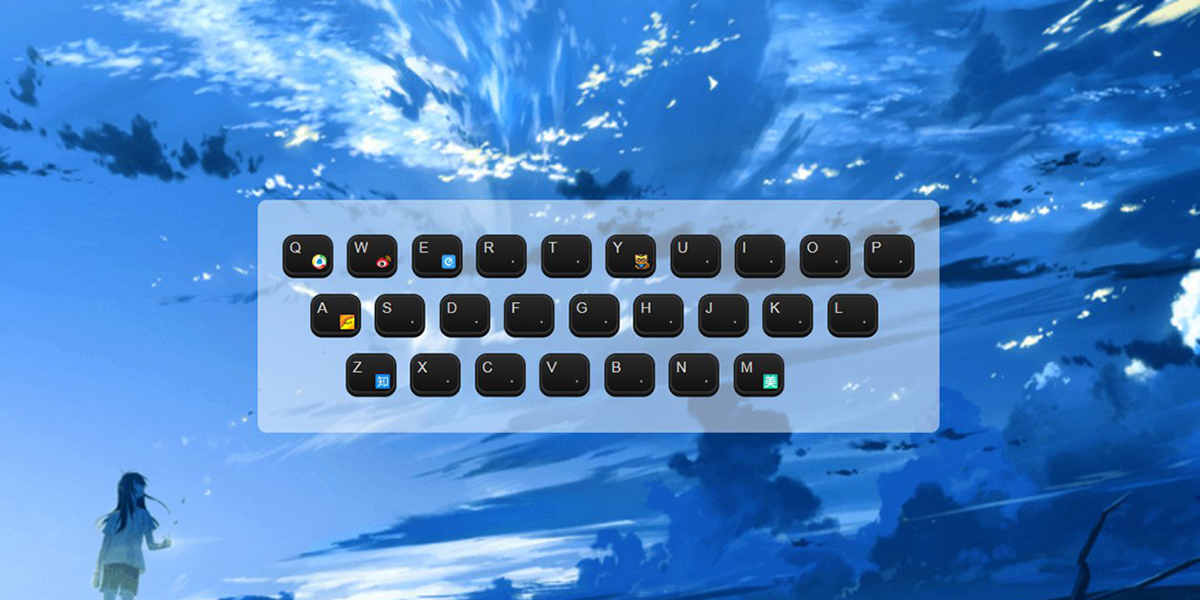 Q W E R T Y U I O P
A S D F G H J K L
知
Z X C V B N M
美